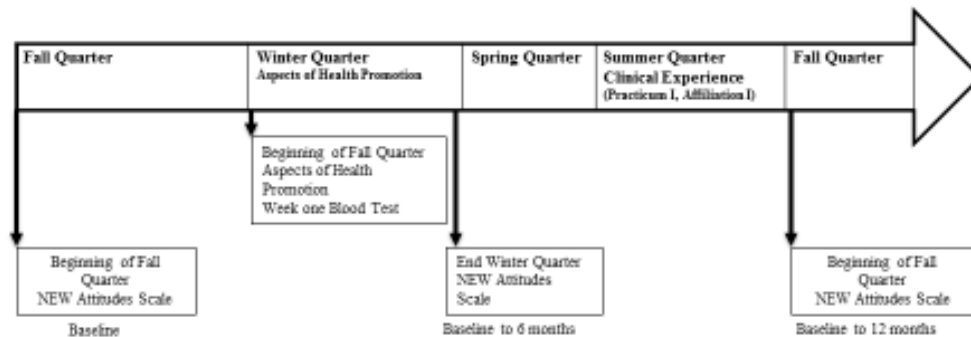 Fall Quarter
Winter Quarter
Aspects of Health Promotion
Spring Quarter
Summer Quarter
Clinical Experience
(Practicum I, Affiliation I)
Fall Quarter
Beginning of Fall Quarter
Aspects of Health
Promotion
Week one Blood Test
Beginning of Fall
Quarter
NEW Attitudes Scale
Baseline
End Winter Quarter
NEW Attitudes
Scale
Baseline to 6 months
Beginning of Fall
Quarter
NEW Attitudes Scale
Baseline to 12 months